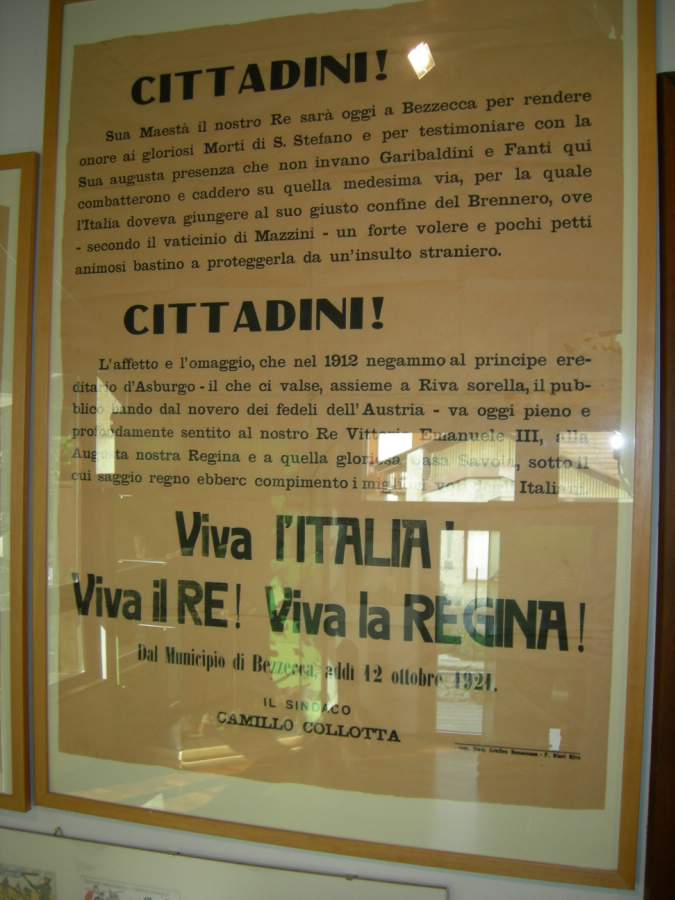 CITTADINI!
Sua Maestà il nostro Re sarà oggi a Bezzecca per rendere
onore ai gloriosi Morti di S. Stefano e per testimoniare con la
Sua augusta presenza che non invano Garibaldini e Fanti qui
combatterono e caddero su quella medesima via, per la quale
l'Italia doveva giungere al suo giusto confine del Brennero, ove
- secondo il vaticinio di Mazzini - un forte volere e pochi petti
animosi bastino a proteggerla da un'insulto straniero.
CITTADINI!
L'affetto e l'omaggio, che nel 1912 negammo al principe ere-
ditario d'Asburgo - il che ci valse, assieme a Riva sorella, il pub-
blico bando dal novero dei fedeli dell'Austria - va oggi pieno e
profondamente sentito al nostro Re Vittorio Emanuele III, alla
Augusta nostra Regina e a quella gloriosa Casa Savoia, sotto il
cui saggio regno ebberc compimento i migliori
Viva l'ITALIA!
Viva il RE! Viva la REGINA!
Dal Municipio di Bezzecca, addì 12 ottobre 1921.
IL SINDACO
CAMILLO COLLOTTA